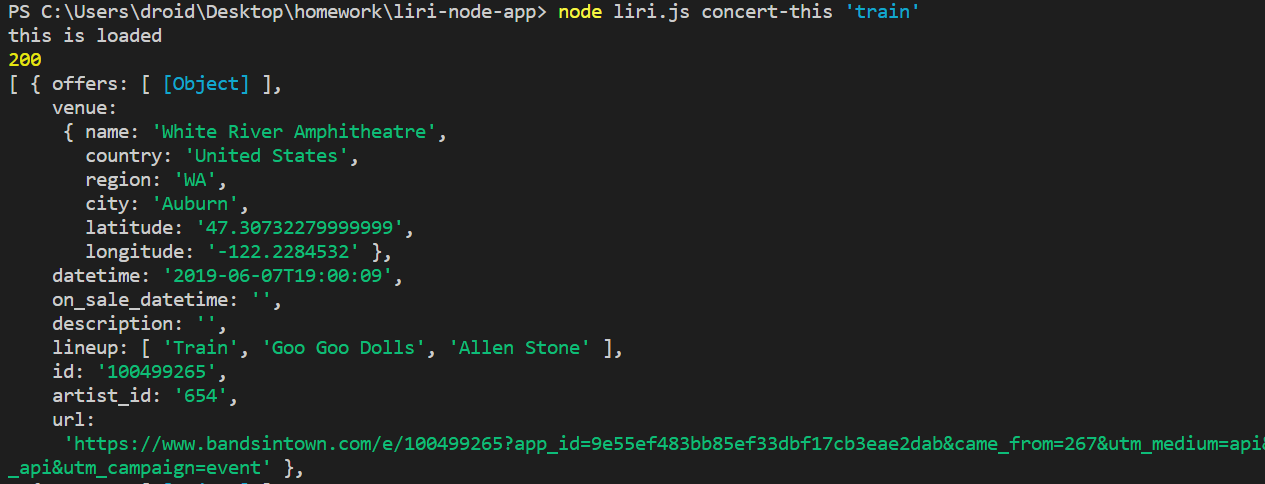 PS C:\Users\droid\Desktop\homework\liri-node-app> node liri.js concert-this 'train'
this is loaded
200
[ { offers: [ [Object] ],
    venue:
     { name: 'White River Amphitheatre',
       country: 'United States',
       region: 'WA',
       city: 'Auburn',
       latitude: '47.30732279999999',
       longitude: '-122.2284532' },
    datetime: '2019-06-07T19:00:09',
    on_sale_datetime: '',
    description: '',
    lineup: [ 'Train', 'Goo Goo Dolls', 'Allen Stone' ],
    id: '100499265',
    artist_id: '654',
    url:
     'https://www.bandsintown.com/e/100499265?app_id=9e55ef483bb85ef33dbf17cb3eae2dab&came_from=267&utm_medium=api&
_api&utm_campaign=event' },